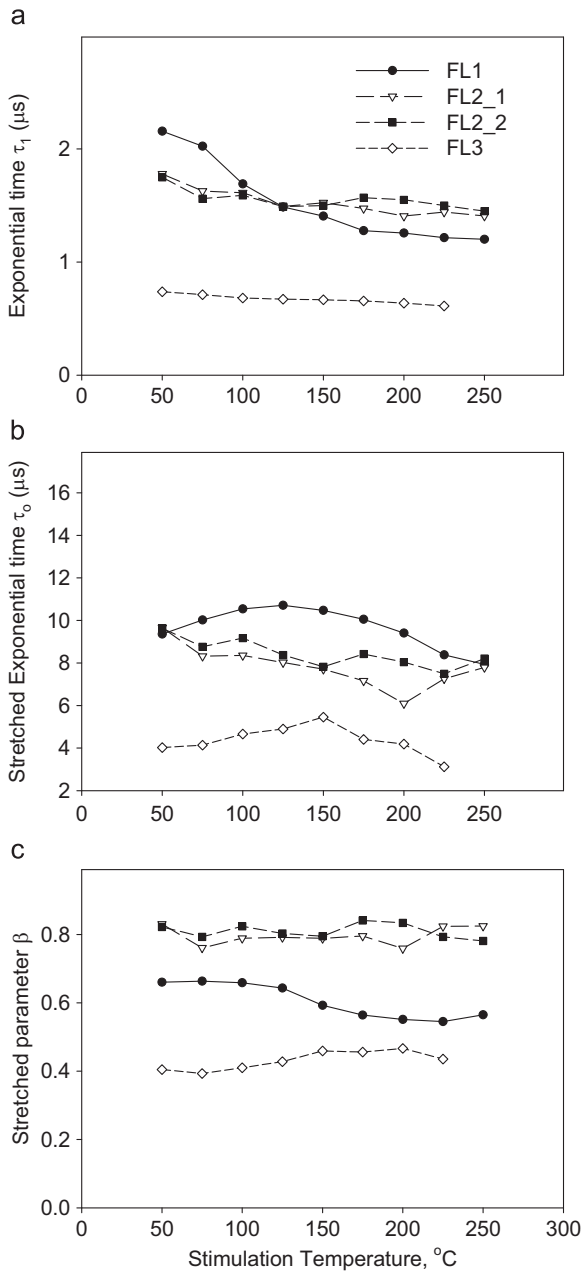 a
Exponential time τ1 (μs)
2
1
0
FL1
FL2_1
FL2_2
FL3
0 50 100 150 200 250
b
Stretched Exponential time τo (μs)
16
14
12
10
8
6
4
2
0 50 100 150 200 250
c
Stretched parameter β
0.8
0.6
0.4
0.2
0.0
0 50 100 150 200 250 300
Stimulation Temperature, oC